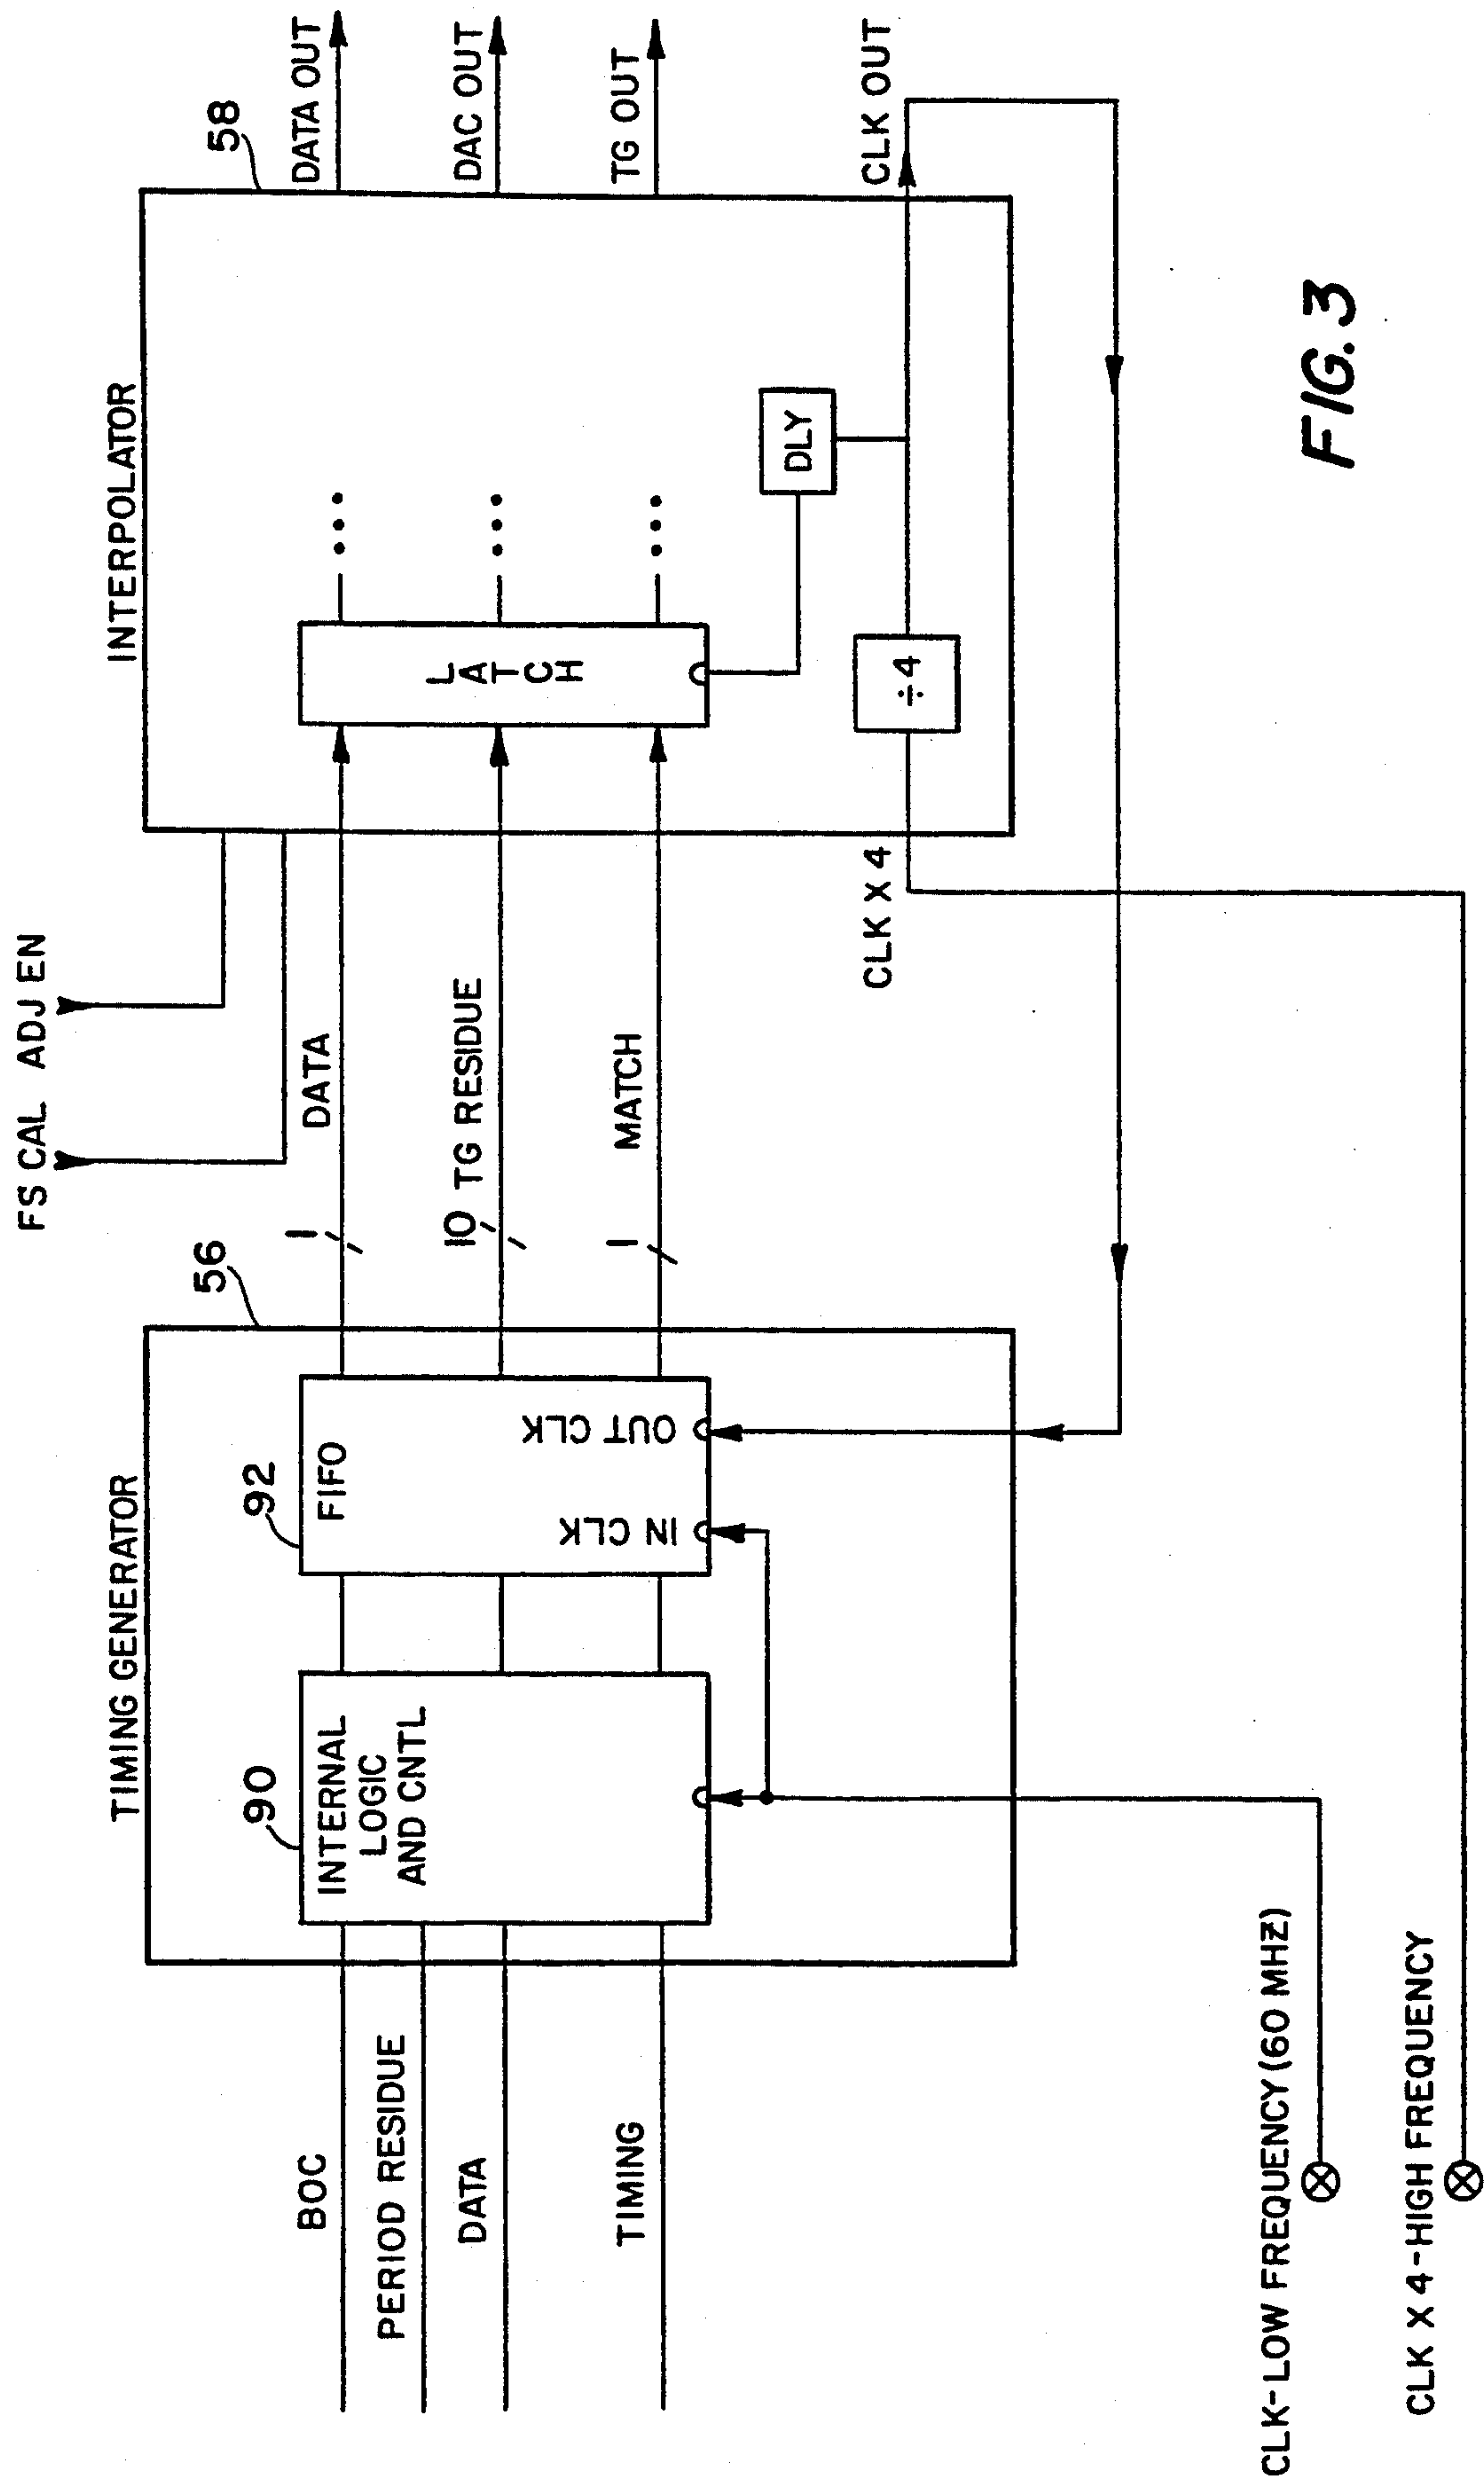 FS CAL ADJ EN
TIMING GENERATOR
56
INTERPOLATOR
58
BOC
PERIOD RESIDUE
DATA
TIMING
90
INTERNAL
LOGIC
AND CNTL
92
FIFO
IN CLK
OUT CLK
1
DATA
10 TG RESIDUE
1
MATCH
LATCH
DLY
÷4
CLK X 4
DATA OUT
DAC OUT
TG OUT
CLK OUT
CLK-LOW FREQUENCY (60 MHZ)
CLK X 4-HIGH FREQUENCY
FIG. 3